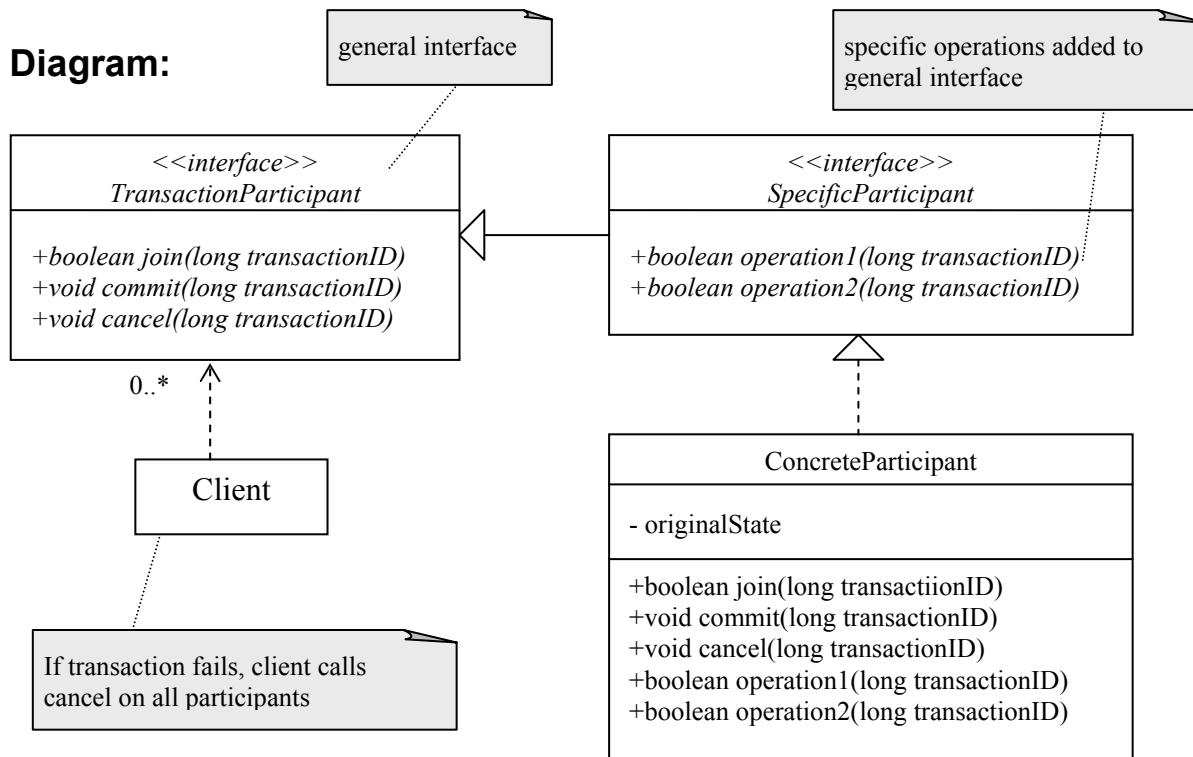 Diagram:
general interface
specific operations added to
general interface
<<interface>>
TransactionParticipant
+boolean join(long transactionID)
+void commit(long transactionID)
+void cancel(long transactionID)
<<interface>>
SpecificParticipant
+boolean operation1(long transactionID)
+boolean operation2(long transactionID)
0..*
Client
If transaction fails, client calls
cancel on all participants
ConcreteParticipant
- originalState
+boolean join(long transactiionID)
+void commit(long transactionID)
+void cancel(long transactionID)
+boolean operation1(long transactionID)
+boolean operation2(long transactionID)